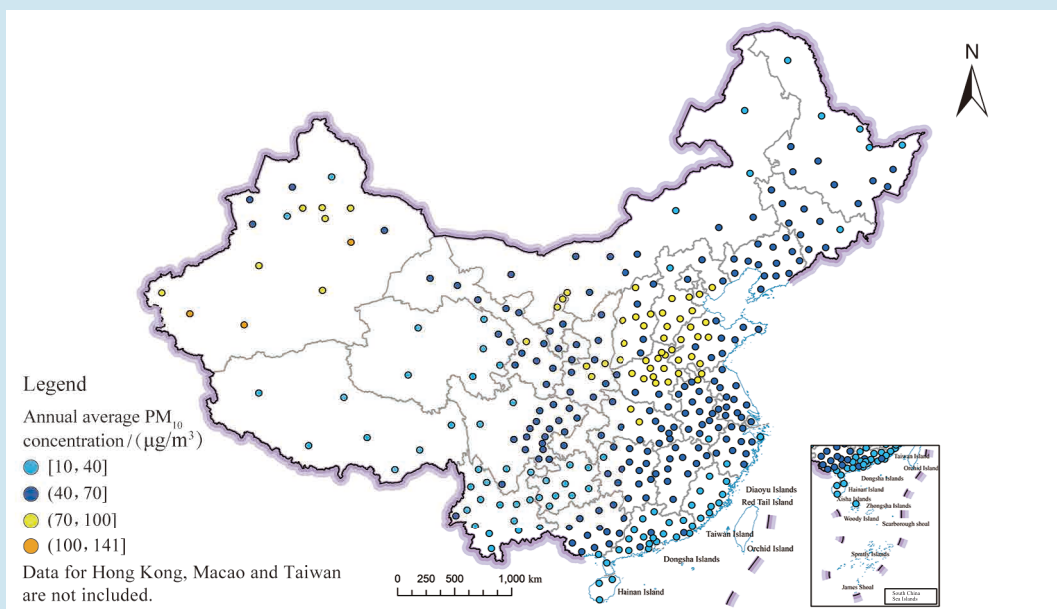 N
Legend
Annual average PM10
concentration/(μg/m3)
[10,40]
(40,70]
(70,100]
(100,141]
Data for Hong Kong, Macao and Taiwan
are not included.
0 250 500 1,000 km
Diaoyu Islands
Red Tail Island
Taiwan Island
Orchid Island
Dongsha Islands
Hainan Island
Taiwan Island
Orchid Island
Dongsha Islands
Hainan Island
Xisha Islands
Zhongsha Islands
Woody Island
Scarborough shoal
Spratly Islands
James Shoal
South China
Sea Islands